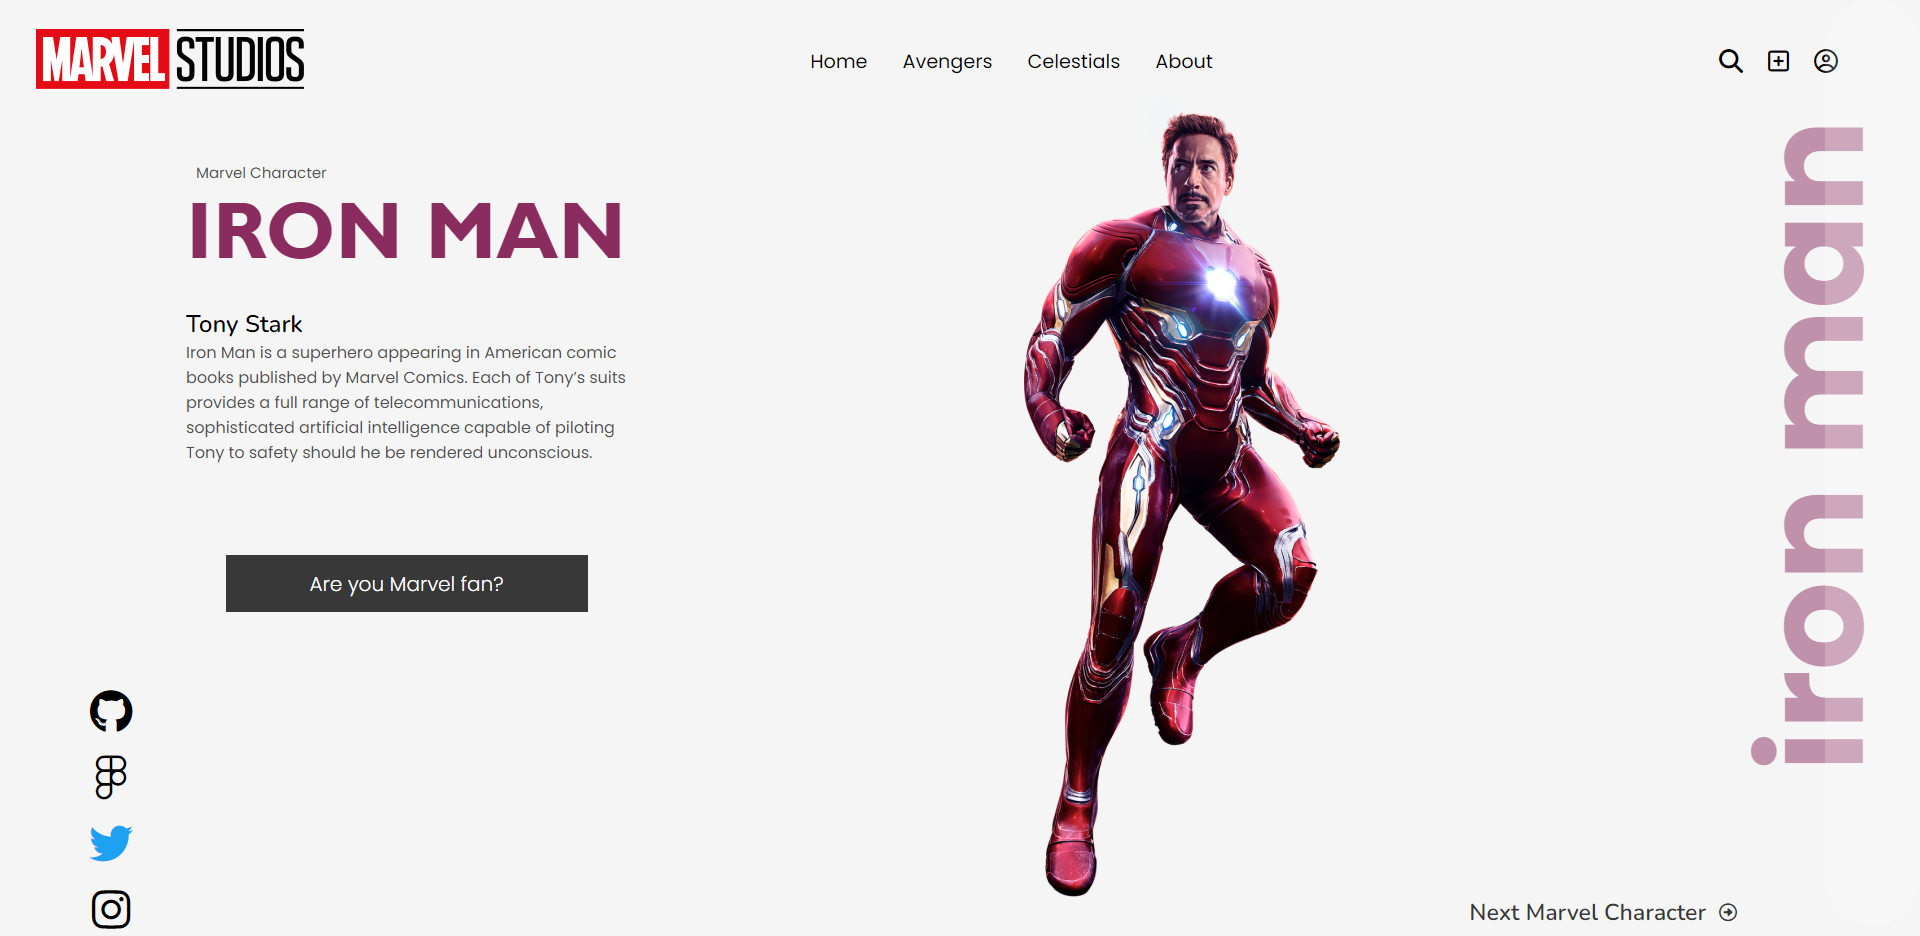 MARVEL STUDIOS
Home Avengers Celestials About
Marvel Character
IRON MAN
Tony Stark
Iron Man is a superhero appearing in American comic
books published by Marvel Comics. Each of Tony’s suits
provides a full range of telecommunications,
sophisticated artificial intelligence capable of piloting
Tony to safety should he be rendered unconscious.
Are you Marvel fan?
iron man
Next Marvel Character